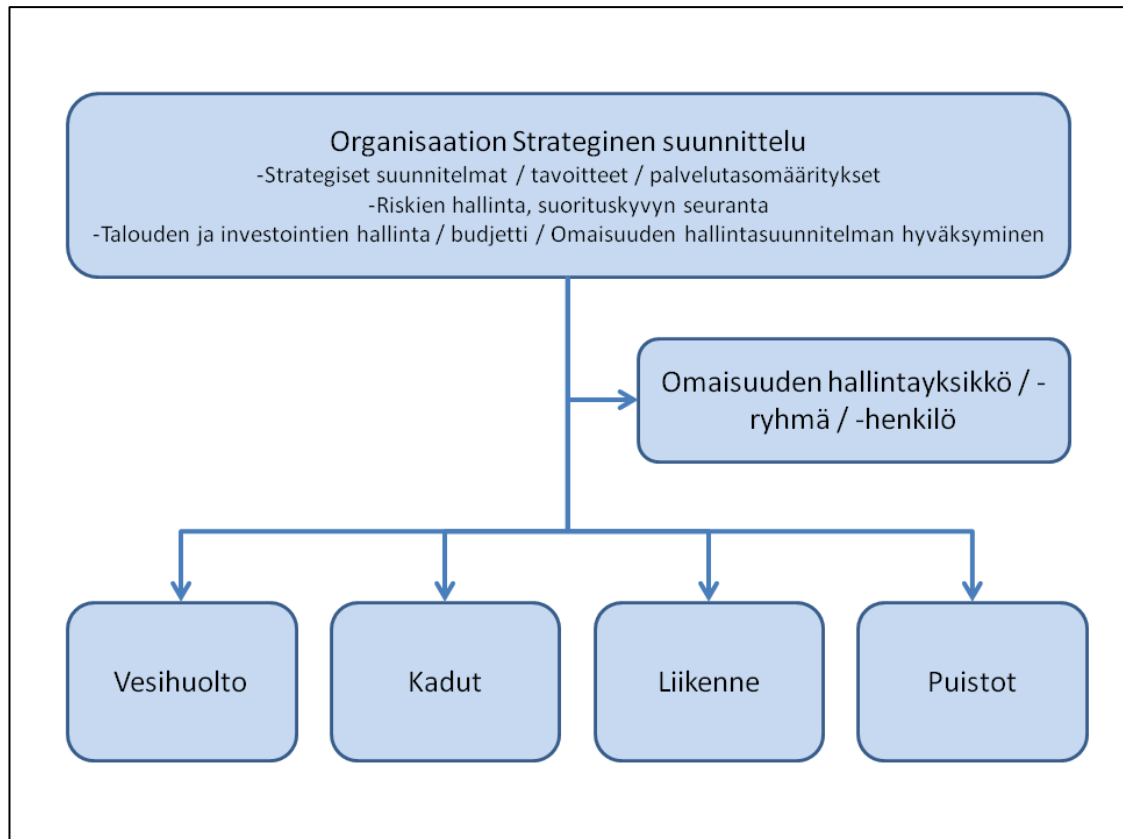 Organisaation Strateginen suunnittelu
-Strategiset suunnitelmat / tavoitteet / palvelutasomääritykset
-Riskien hallinta, suorituskyvyn seuranta
-Talouden ja investointien hallinta / budjetti / Omaisuuden hallintasuunnitelman hyväksyminen
Omaisuuden hallintayksikkö / -
ryhmä / -henkilö
Vesihuolto
Kadut
Liikenne
Puistot